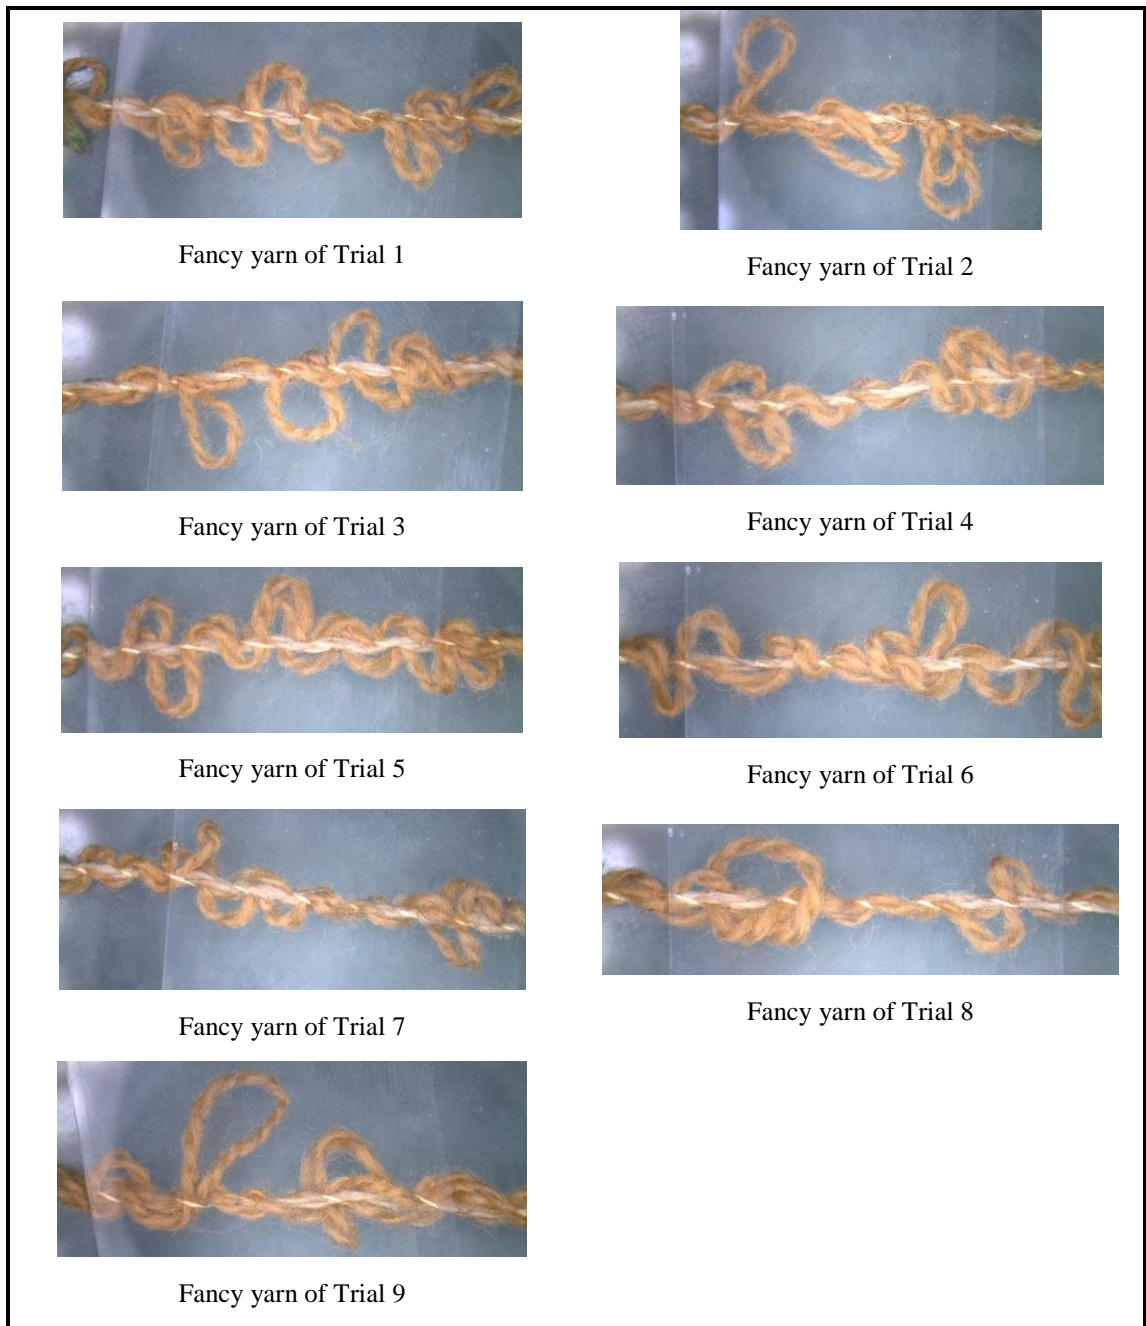 Fancy yarn of Trial 1
Fancy yarn of Trial 2
Fancy yarn of Trial 3
Fancy yarn of Trial 4
Fancy yarn of Trial 5
Fancy yarn of Trial 6
Fancy yarn of Trial 7
Fancy yarn of Trial 8
Fancy yarn of Trial 9